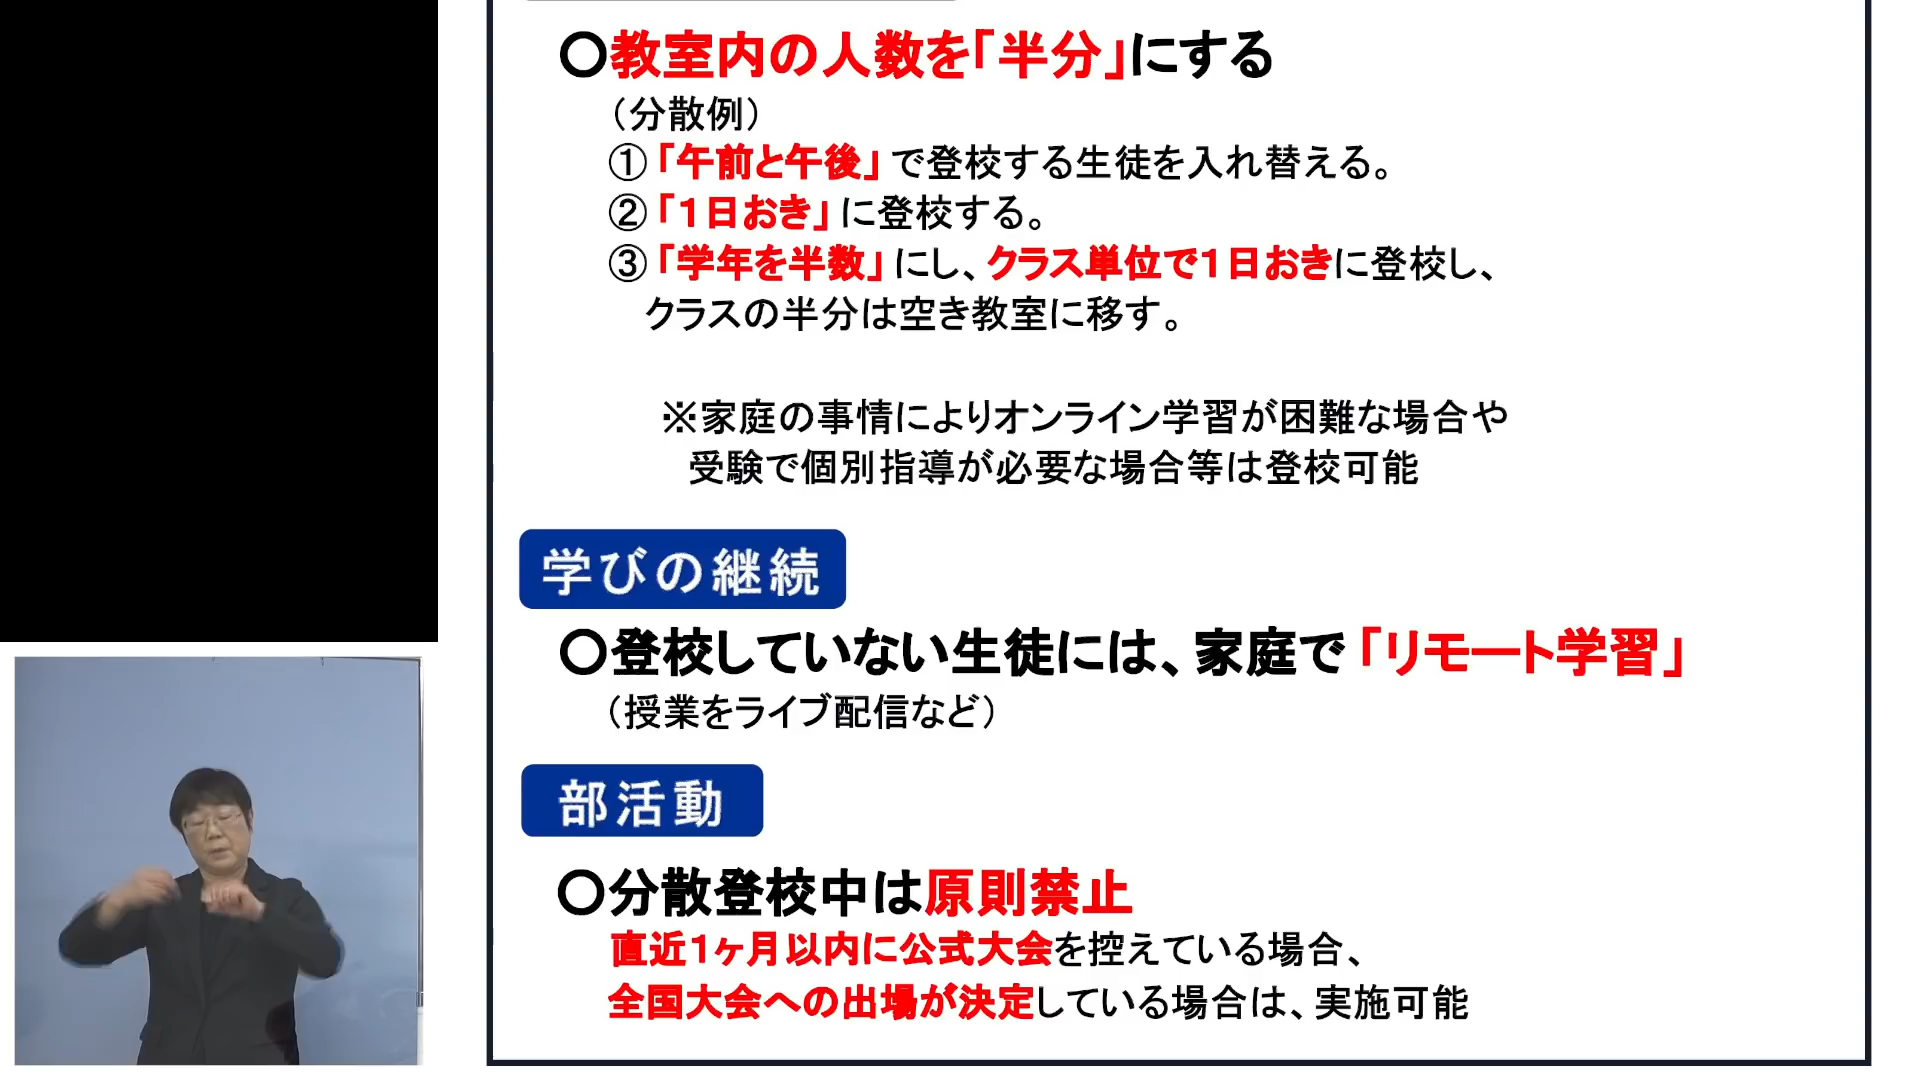 〇教室内の人数を「半分」にする
（分散例）
①「午前と午後」で登校する生徒を入れ替える。
②「１日おき」に登校する。
③「学年を半数」にし、クラス単位で１日おきに登校し、
クラスの半分は空き教室に移す。
※家庭の事情によりオンライン学習が困難な場合や
受験で個別指導が必要な場合等は登校可能
学びの継続
〇登校していない生徒には、家庭で「リモート学習」
（授業をライブ配信など）
部活動
〇分散登校中は原則禁止
直近１ヶ月以内に公式大会を控えている場合、
全国大会への出場が決定している場合は、実施可能